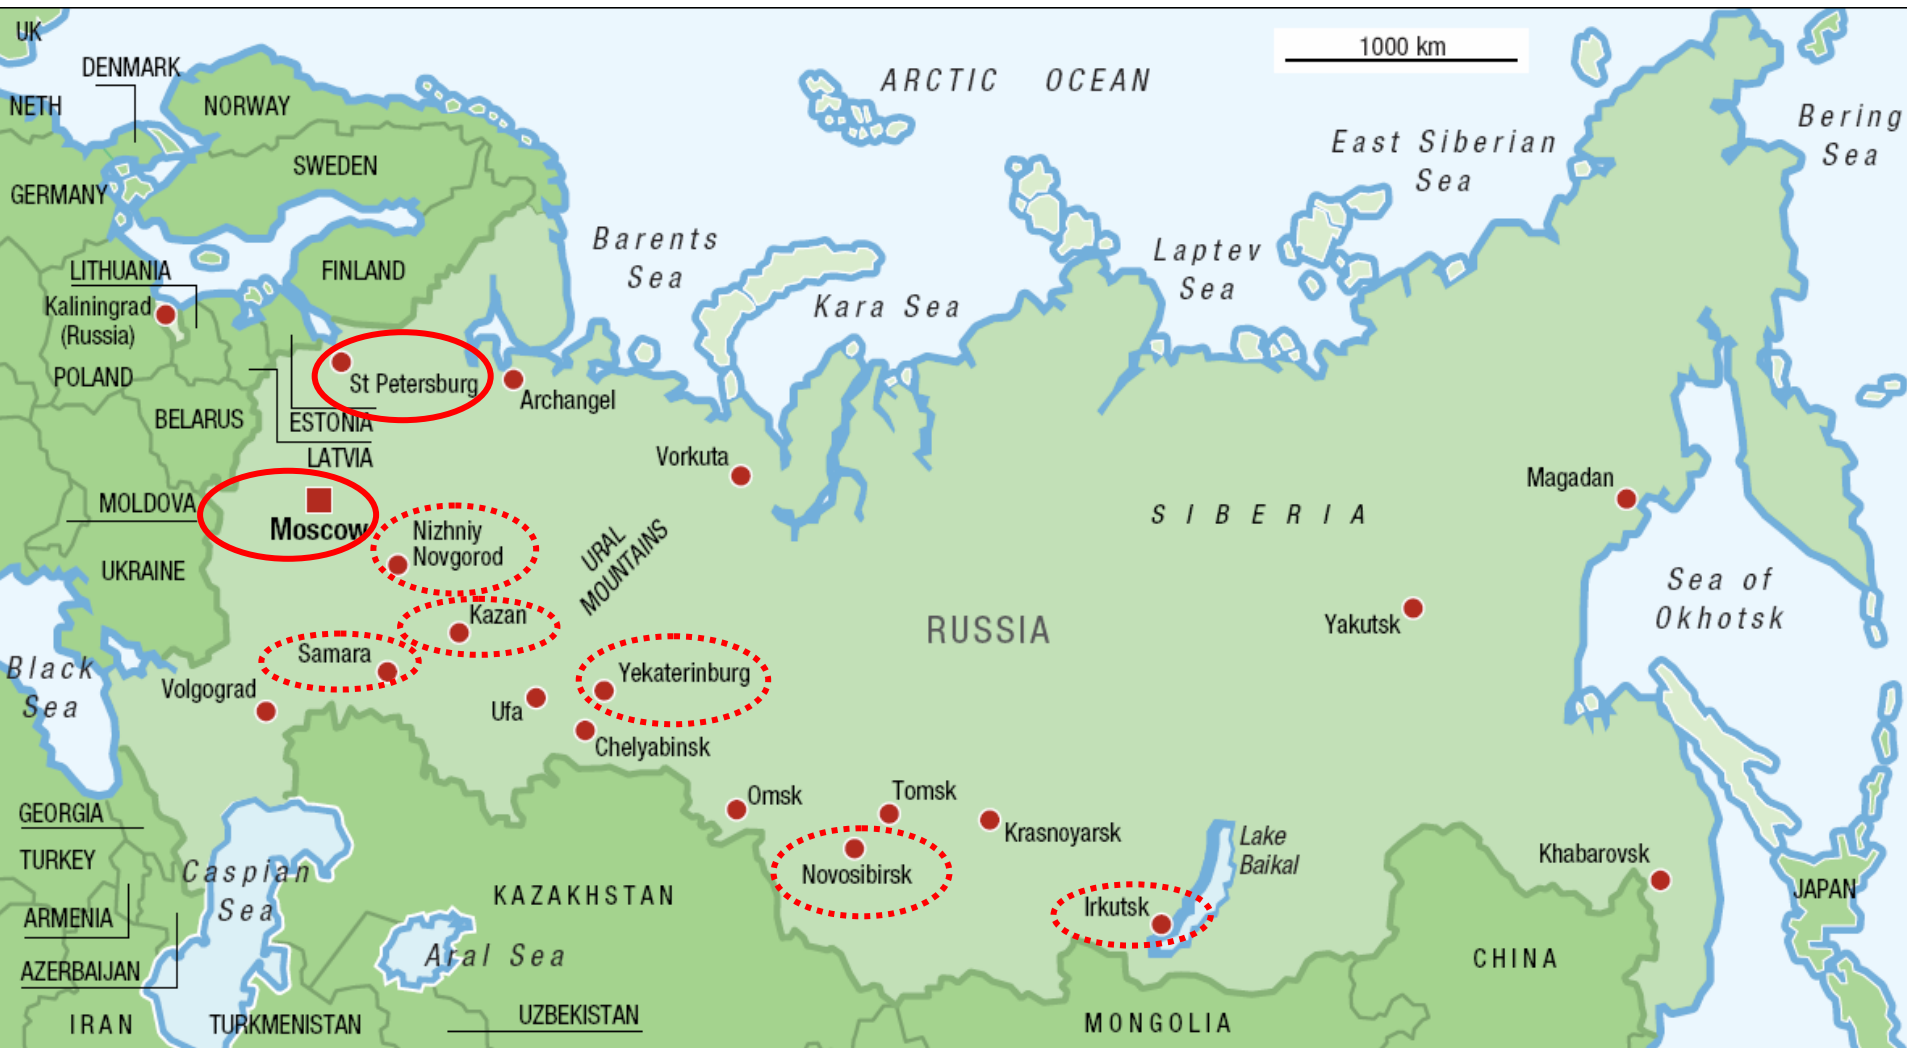 UK
DENMARK
NETH
NORWAY
SWEDEN
GERMANY
FINLAND
LITHUANIA
Kaliningrad
(Russia)
POLAND
BELARUS
ESTONIA
LATVIA
MOLDOVA
UKRAINE
St Petersburg
Archangel
Moscow
Nizhniy
Novgorod
Kazan
Samara
Volgograd
Ufa
Yekaterinburg
Chelyabinsk
Vorkuta
URAL
MOUNTAINS
Omsk
Tomsk
Novosibirsk
Krasnoyarsk
Irkutsk
Lake
Baikal
RUSSIA
SIBERIA
Yakutsk
Magadan
Khabarovsk
ARCTIC OCEAN
1000 km
Barents
Sea
Kara Sea
Laptev
Sea
East Siberian
Sea
Bering
Sea
Sea of
Okhotsk
Black
Sea
Caspian
Sea
Aral Sea
GEORGIA
TURKEY
ARMENIA
AZERBAIJAN
IRAN
TURKMENISTAN
UZBEKISTAN
KAZAKHSTAN
MONGOLIA
CHINA
JAPAN